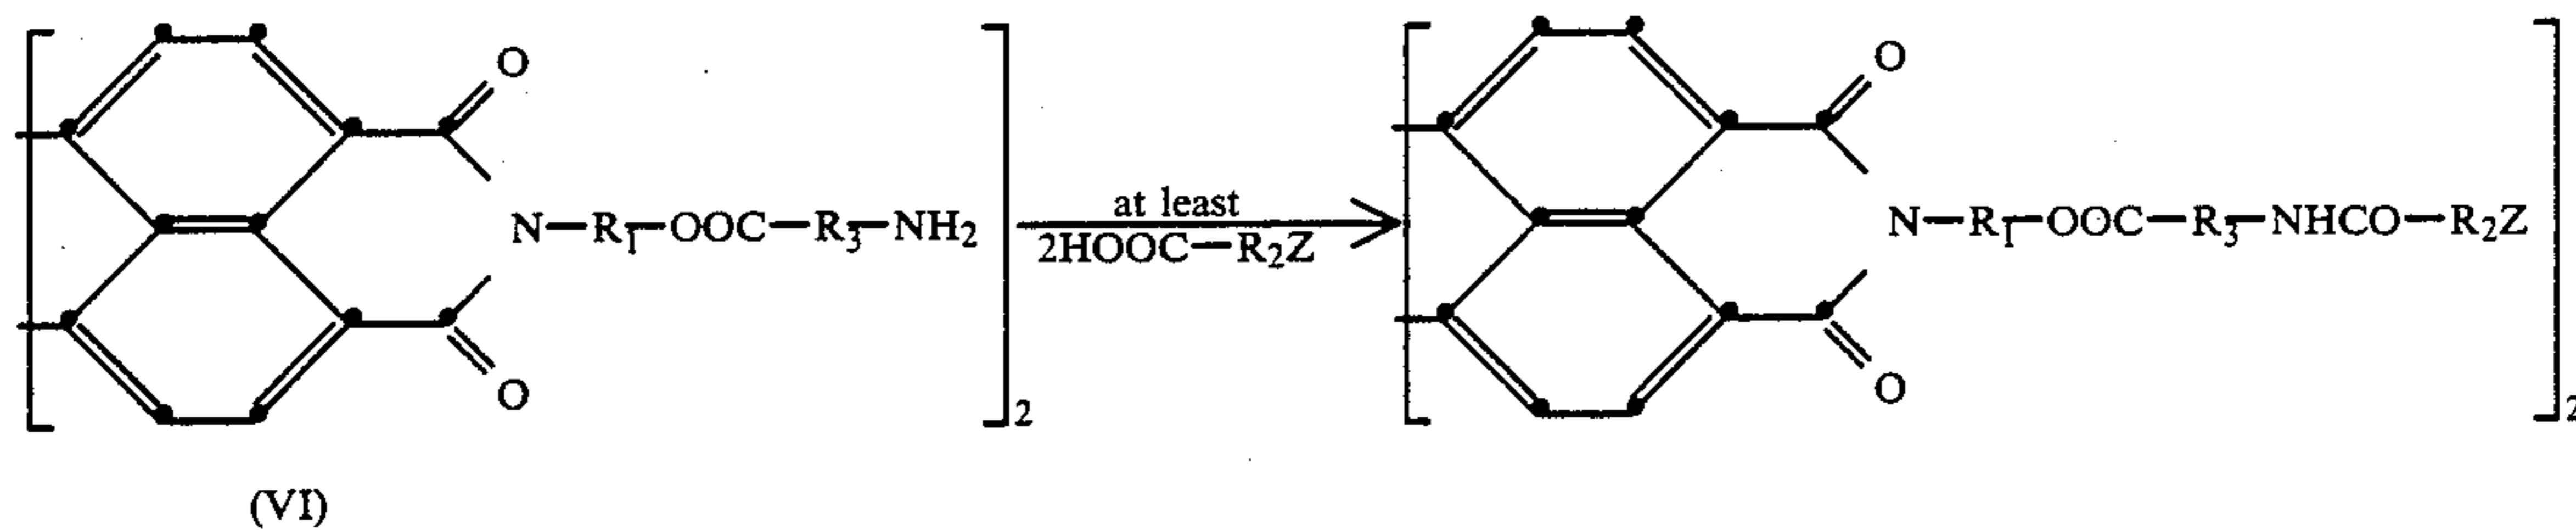 O O
N—R₁—OOC—R₃—NH₂ at least N—R₁—OOC—R₃—NHCO—R₂Z
2HOOC—R₂Z
O O
2 2
(VI)